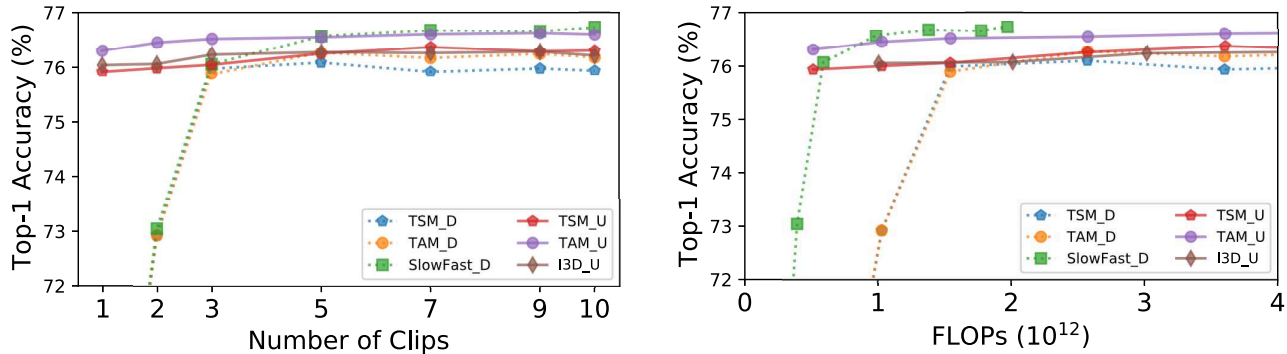 77
76
75
74
73
72
Top-1 Accuracy (%)
TSM_D
TAM_D
SlowFast_D
TSM_U
TAM_U
I3D_U
1 2 3 5 7 9 10
Number of Clips
77
76
75
74
73
72
Top-1 Accuracy (%)
TSM_D
TAM_D
SlowFast_D
TSM_U
TAM_U
I3D_U
0 1 2 3 4
FLOPs (10¹²)